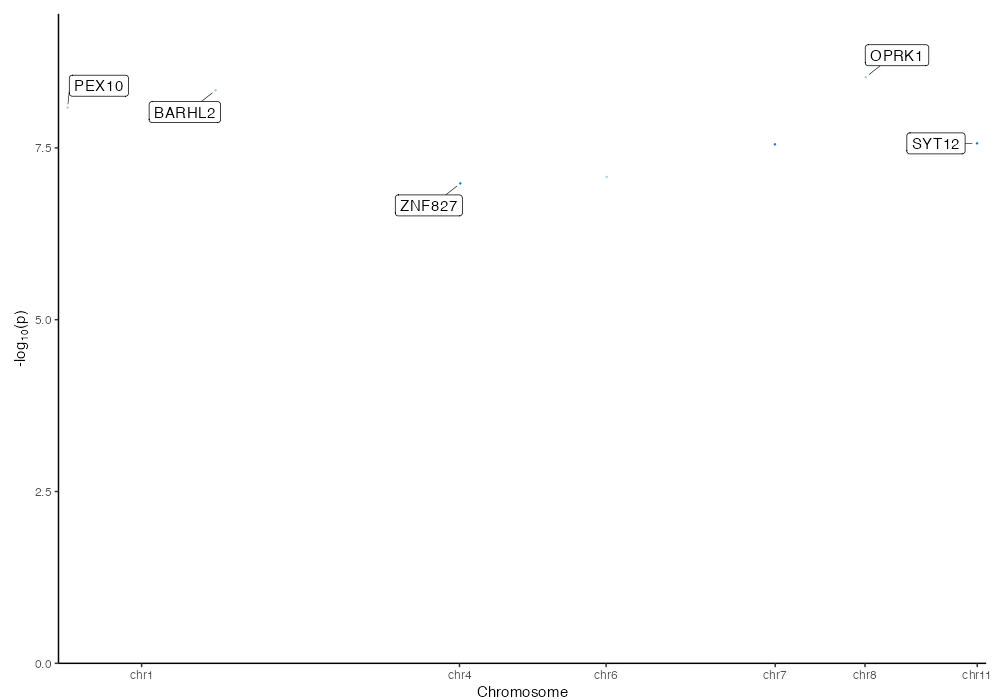 OPRK1
PEX10
BARHL2
SYT12
7.5
ZNF827
5.0
-log10(p)
2.5
0.0
chr1 chr4 chr6 chr7 chr8 chr11
Chromosome